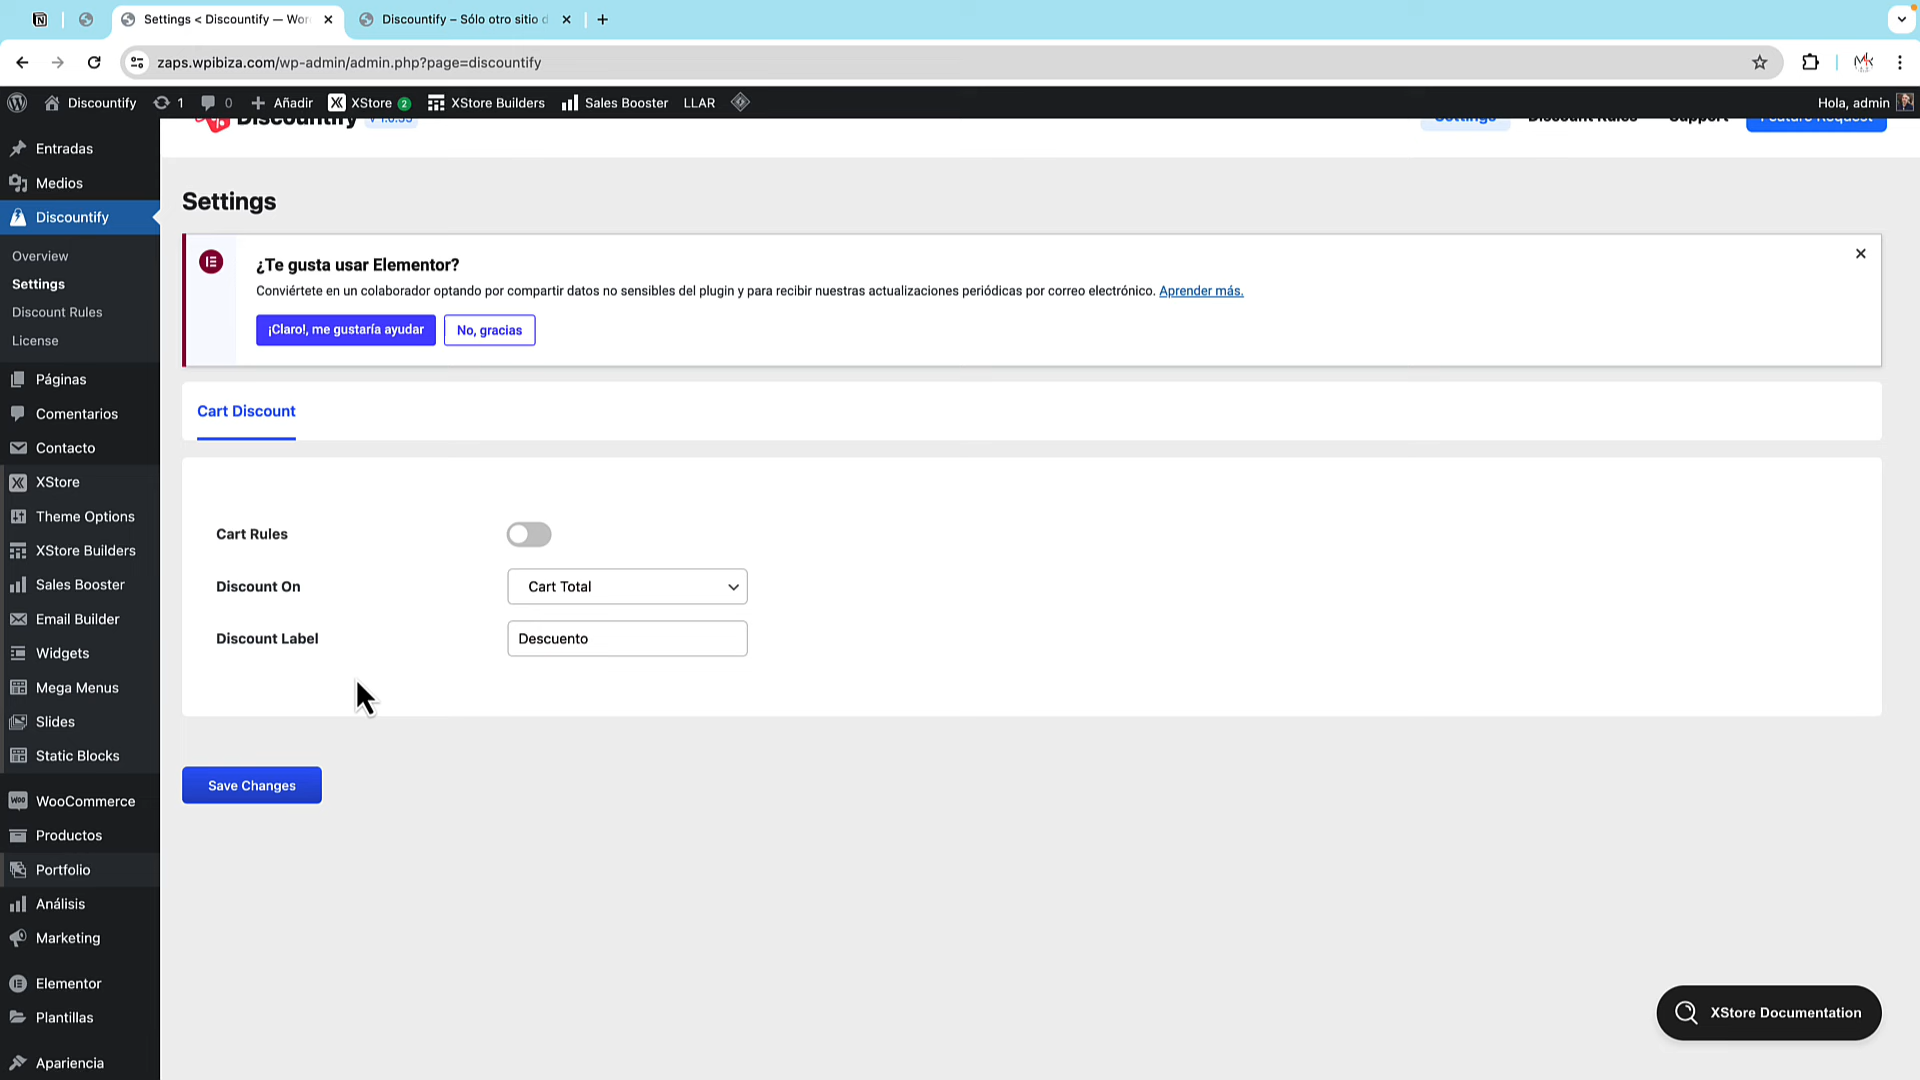 Settings < Discountify — Wor
Discountify – Sólo otro sitio d
zaps.wpibiza.com/wp-admin/admin.php?page=discountify
Discountify
1
0
Añadir
XStore 2
XStore Builders
Sales Booster
LLAR
Hola, admin
Discountify
Settings
Discount Rules
Support
Feature Request
Entradas
Medios
Discountify
Overview
Settings
Discount Rules
License
Páginas
Comentarios
Contacto
XStore
Theme Options
XStore Builders
Sales Booster
Email Builder
Widgets
Mega Menus
Slides
Static Blocks
WooCommerce
Productos
Portfolio
Análisis
Marketing
Elementor
Plantillas
Apariencia
Settings
¿Te gusta usar Elementor?
Conviértete en un colaborador optando por compartir datos no sensibles del plugin y para recibir nuestras actualizaciones periódicas por correo electrónico. Aprender más.
¡Claro!, me gustaría ayudar
No, gracias
Cart Discount
Cart Rules
Discount On
Cart Total
Discount Label
Descuento
Save Changes
XStore Documentation